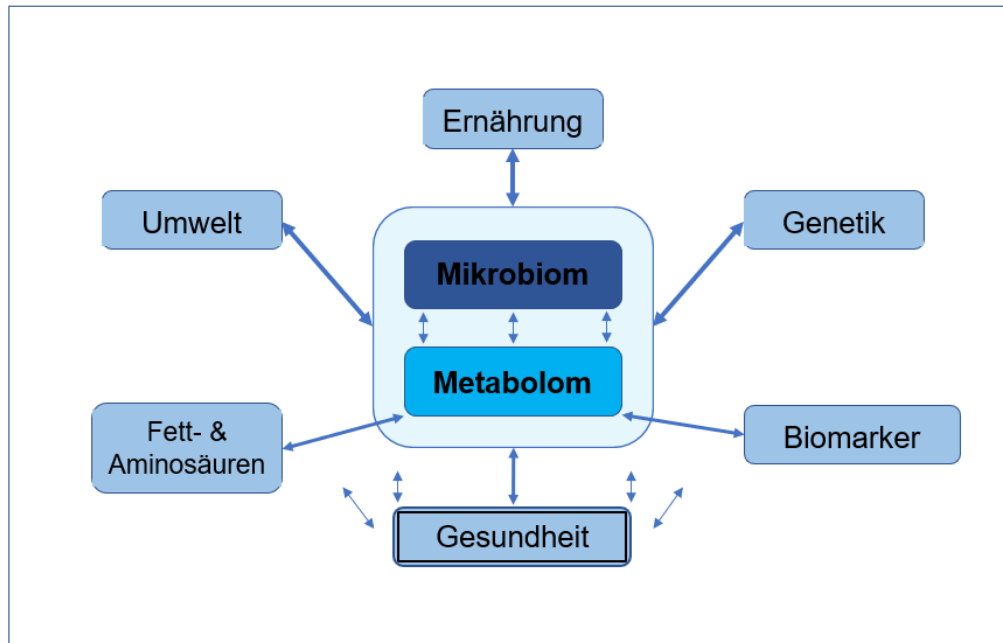 Ernährung
Umwelt
Genetik
Mikrobiom
Metabolom
Fett- &
Aminosäuren
Biomarker
Gesundheit